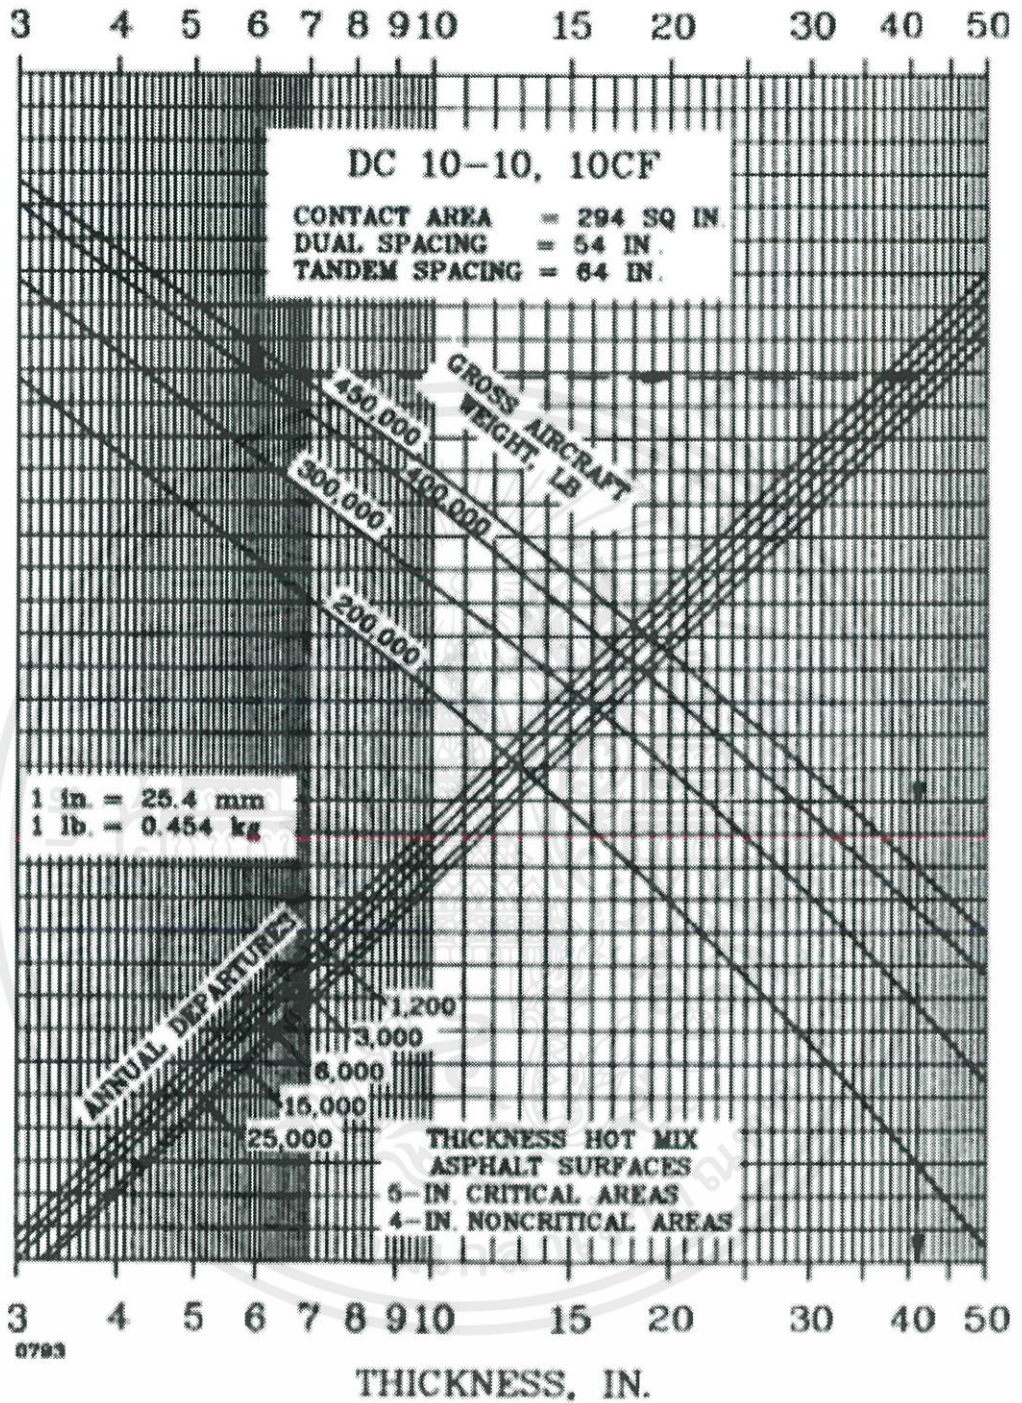 3 4 5 6 7 8 9 10 15 20 30 40 50
DC 10-10, 10CF
CONTACT AREA = 294 SQ IN.
DUAL SPACING = 54 IN.
TANDEM SPACING = 64 IN.
GROSS AIRCRAFT
WEIGHT, LB
450,000
400,000
300,000
200,000
1 in. = 25.4 mm
1 lb. = 0.454 kg
ANNUAL DEPARTURES
1,200
3,000
6,000
15,000
25,000
THICKNESS HOT MIX
ASPHALT SURFACES
5-IN. CRITICAL AREAS
4-IN. NONCRITICAL AREAS
3 4 5 6 7 8 9 10 15 20 30 40 50
0793
THICKNESS, IN.